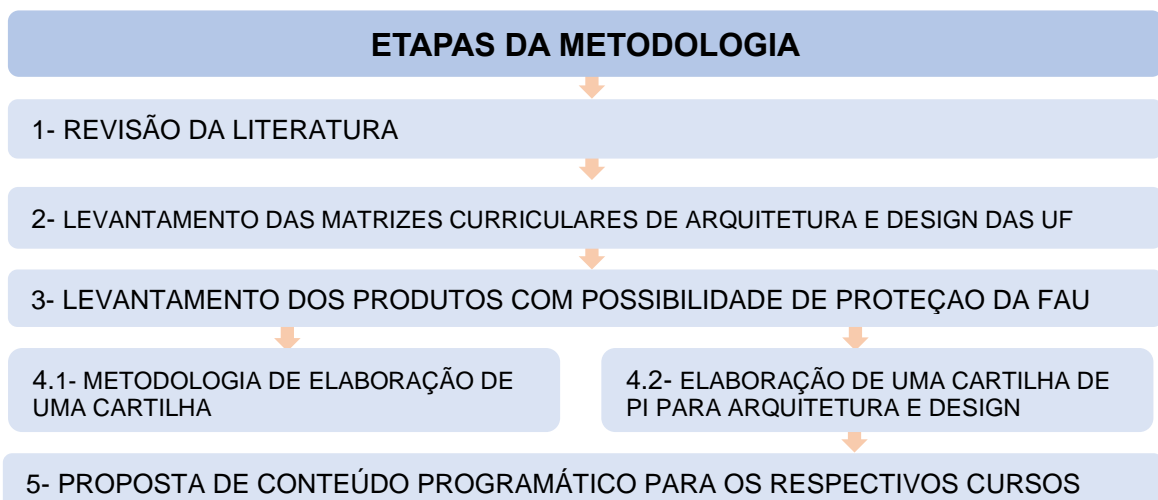 ETAPAS DA METODOLOGIA
1- REVISÃO DA LITERATURA
2- LEVANTAMENTO DAS MATRIZES CURRICULARES DE ARQUITETURA E DESIGN DAS UF
3- LEVANTAMENTO DOS PRODUTOS COM POSSIBILIDADE DE PROTEÇAO DA FAU
4.1- METODOLOGIA DE ELABORAÇÃO DE
UMA CARTILHA
4.2- ELABORAÇÃO DE UMA CARTILHA DE
PI PARA ARQUITETURA E DESIGN
5- PROPOSTA DE CONTEÚDO PROGRAMÁTICO PARA OS RESPECTIVOS CURSOS